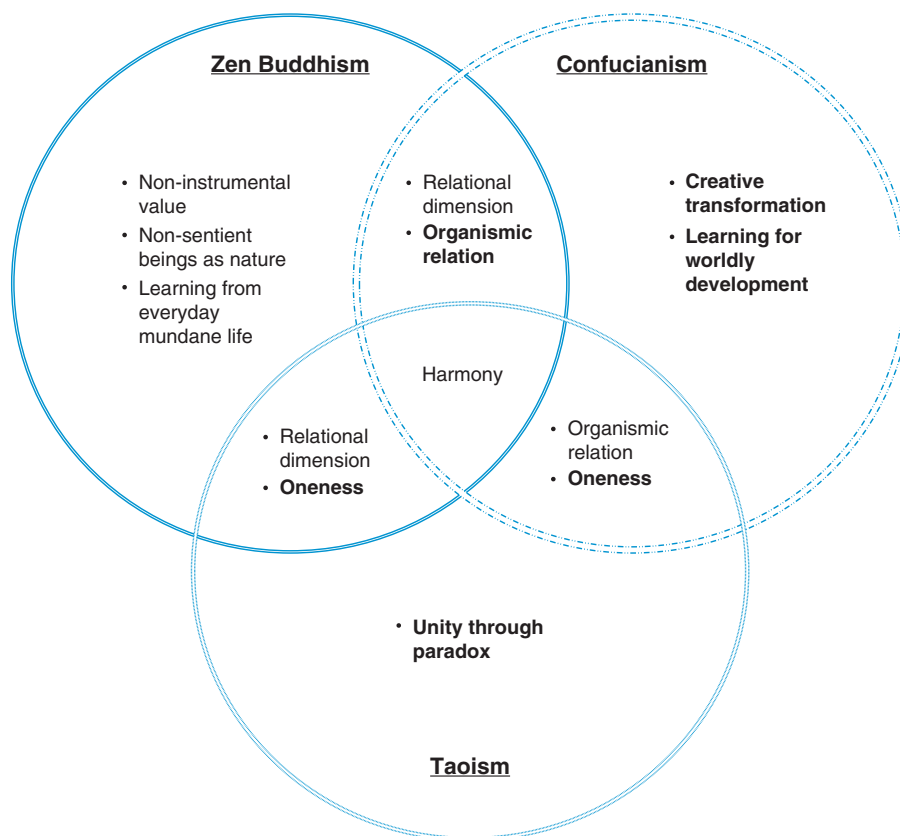 Zen Buddhism
Confucianism
• Non-instrumental
value
• Non-sentient
beings as nature
• Learning from
everyday
mundane life
• Relational
dimension
• Organismic
relation
• Creative
transformation
• Learning for
worldly
development
Harmony
• Relational
dimension
• Oneness
• Organismic
relation
• Oneness
• Unity through
paradox
Taoism